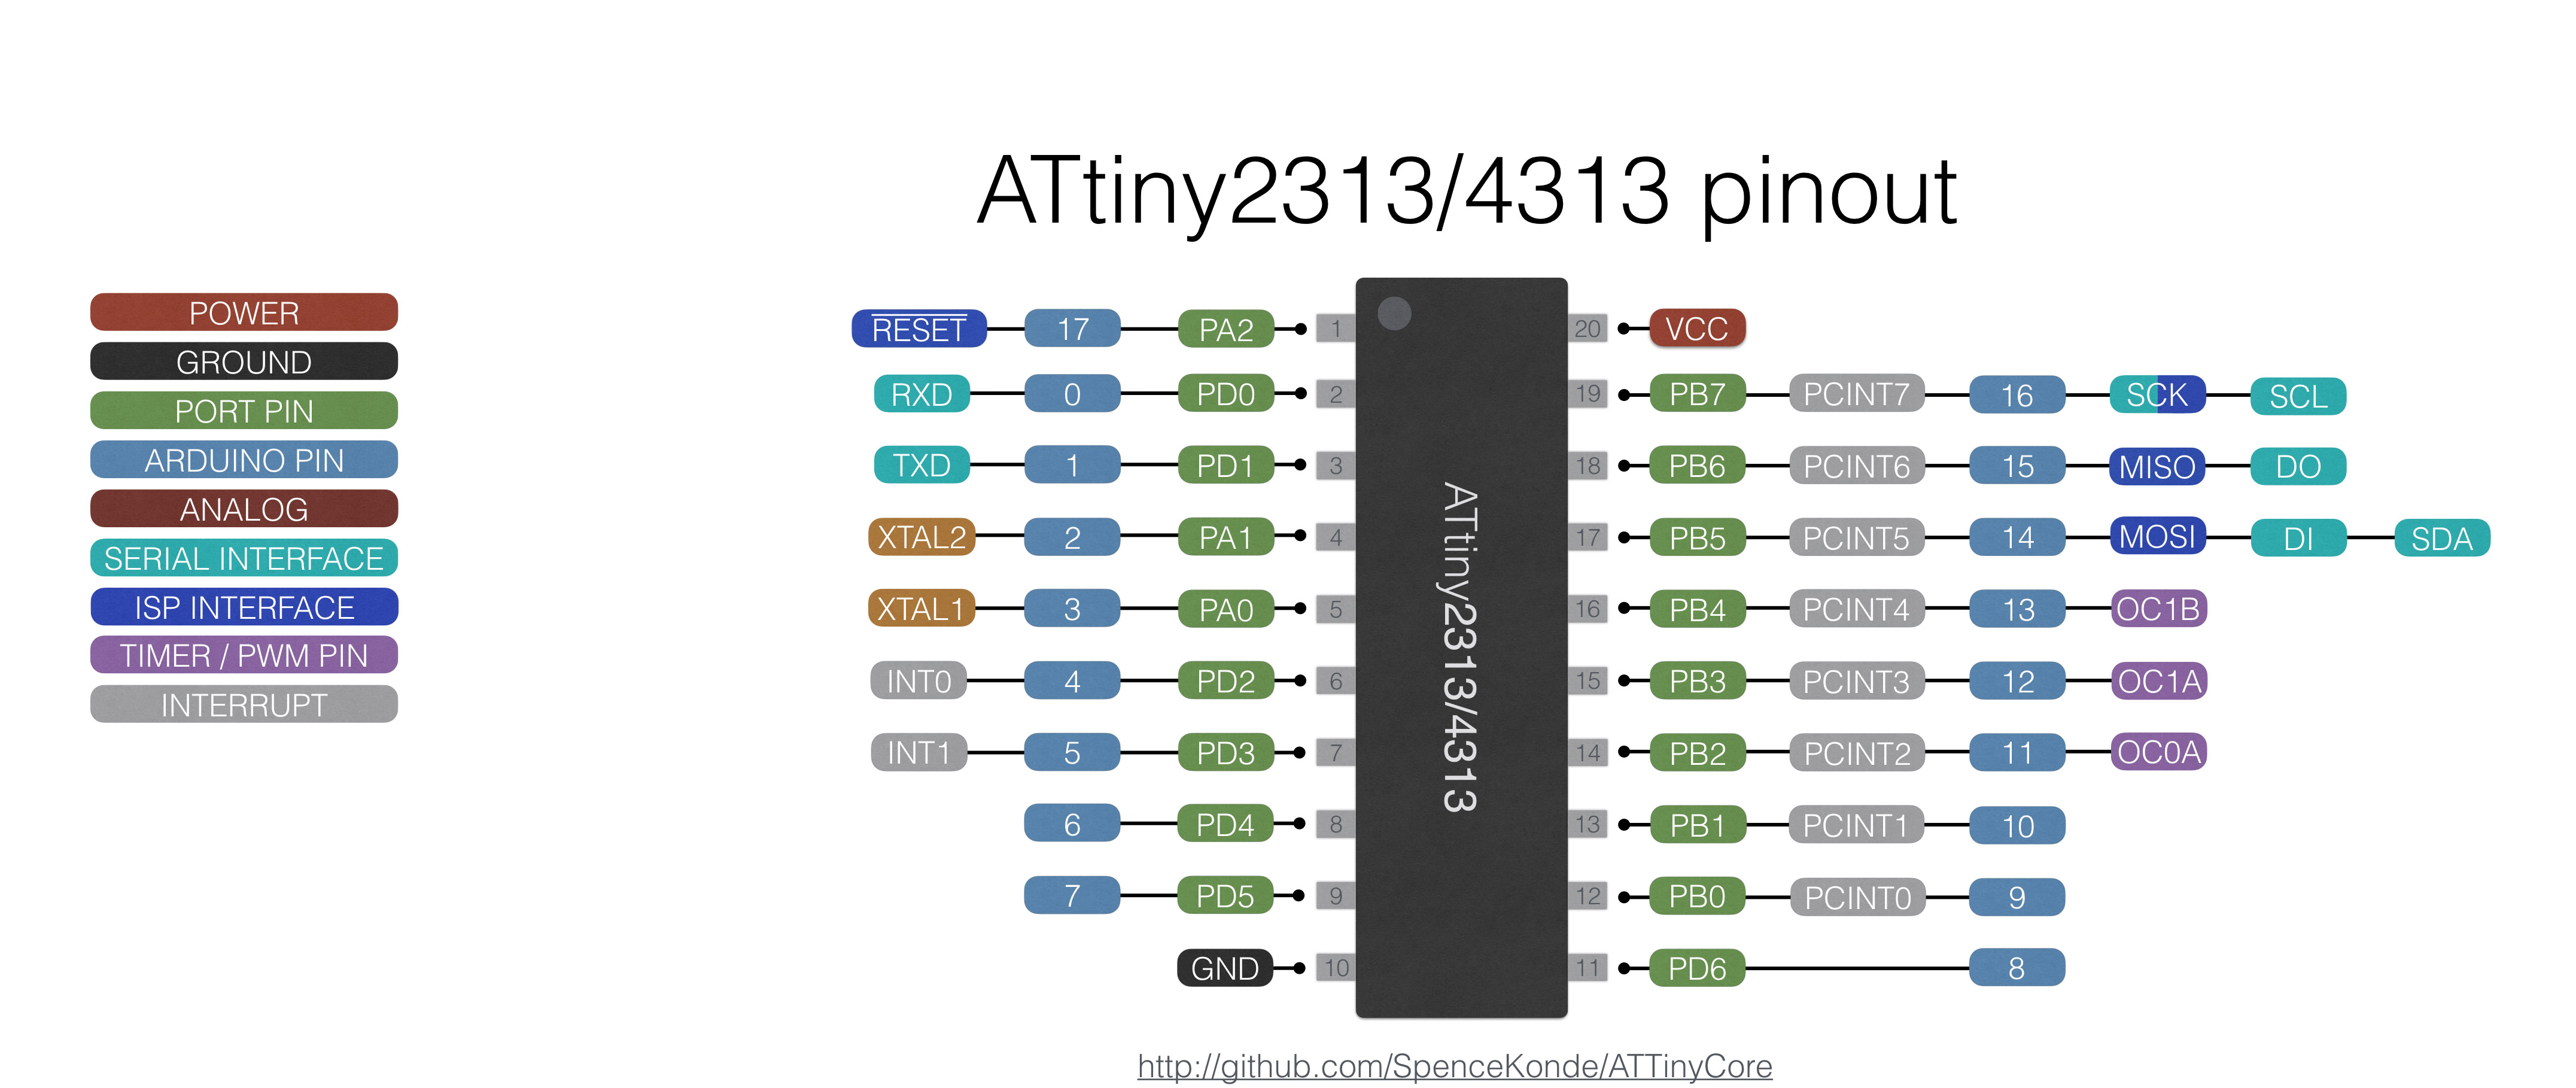 ATtiny2313/4313 pinout
POWER
GROUND
PORT PIN
ARDUINO PIN
ANALOG
SERIAL INTERFACE
ISP INTERFACE
TIMER / PWM PIN
INTERRUPT
RESET 17 PA2 1 20 VCC
RXD 0 PD0 2 19 PB7 PCINT7 16 SCK SCL
TXD 1 PD1 3 18 PB6 PCINT6 15 MISO DO
XTAL2 2 PA1 4 17 PB5 PCINT5 14 MOSI DI SDA
XTAL1 3 PA0 5 16 PB4 PCINT4 13 OC1B
INT0 4 PD2 6 15 PB3 PCINT3 12 OC1A
INT1 5 PD3 7 14 PB2 PCINT2 11 OC0A
6 PD4 8 13 PB1 PCINT1 10
7 PD5 9 12 PB0 PCINT0 9
GND 10 11 PD6 8
ATtiny2313/4313
http://github.com/SpenceKonde/ATTinyCore